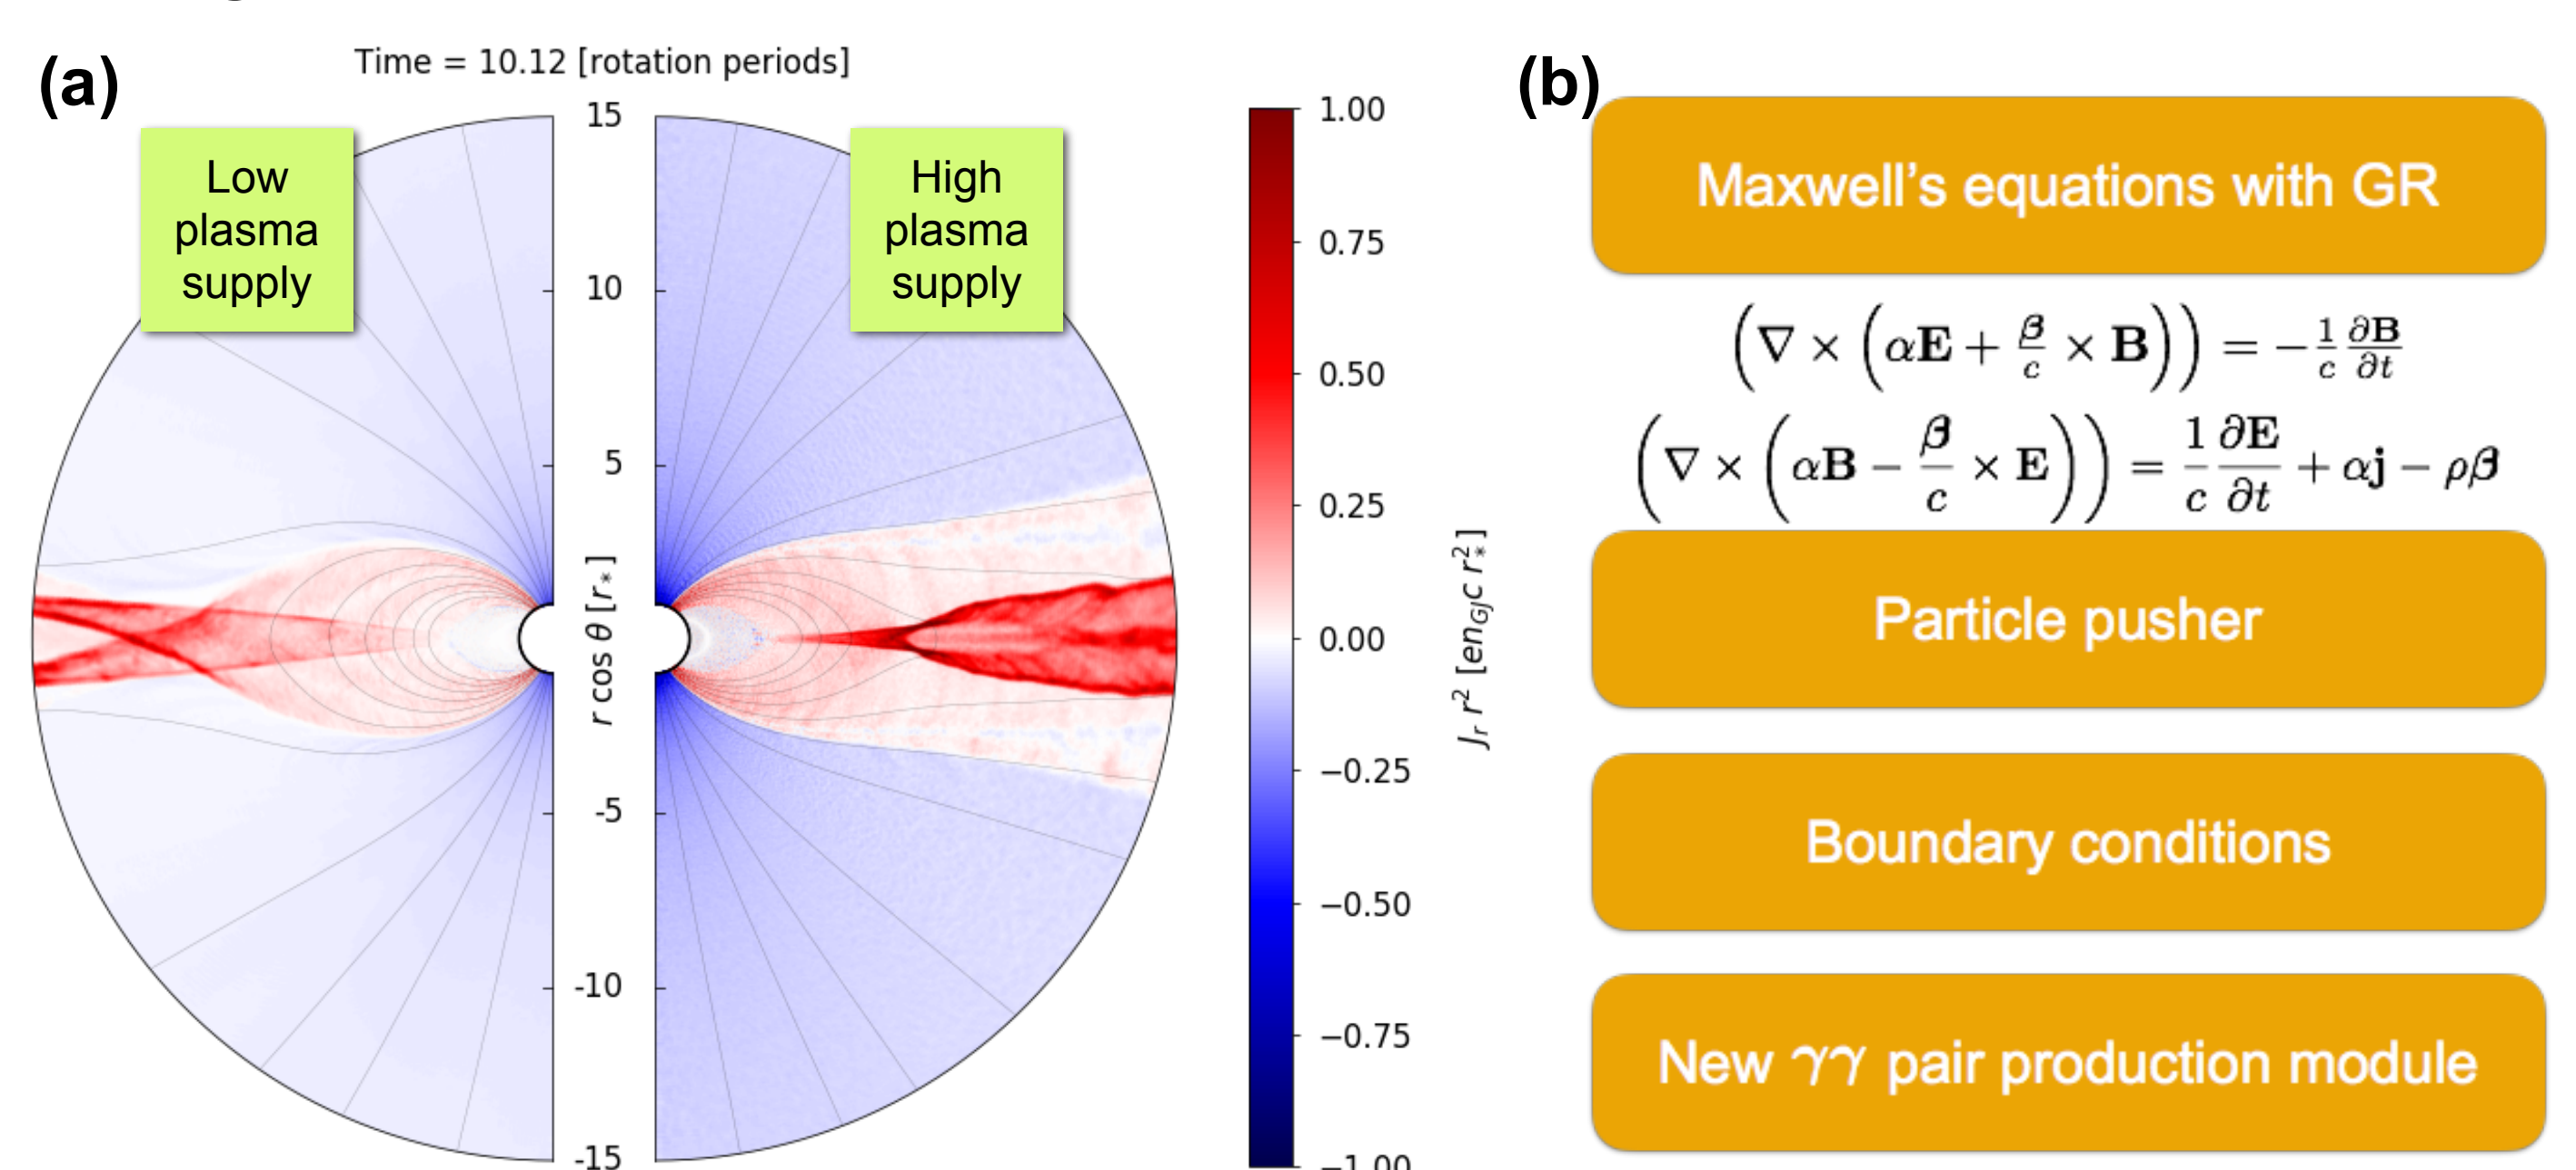 (a)
Time = 10.12 [rotation periods]
Low
plasma
supply
High
plasma
supply
15
10
5
-5
-10
-15
r cos θ [r*]
1.00
0.75
0.50
0.25
0.00
−0.25
−0.50
−0.75
−1.00
J_r r² [en_GJ c r*²]
(b)
Maxwell's equations with GR
(∇ × (αE + β/c × B)) = −1/c ∂B/∂t
(∇ × (αB − β/c × E)) = 1/c ∂E/∂t + αj − ρβ
Particle pusher
Boundary conditions
New γγ pair production module